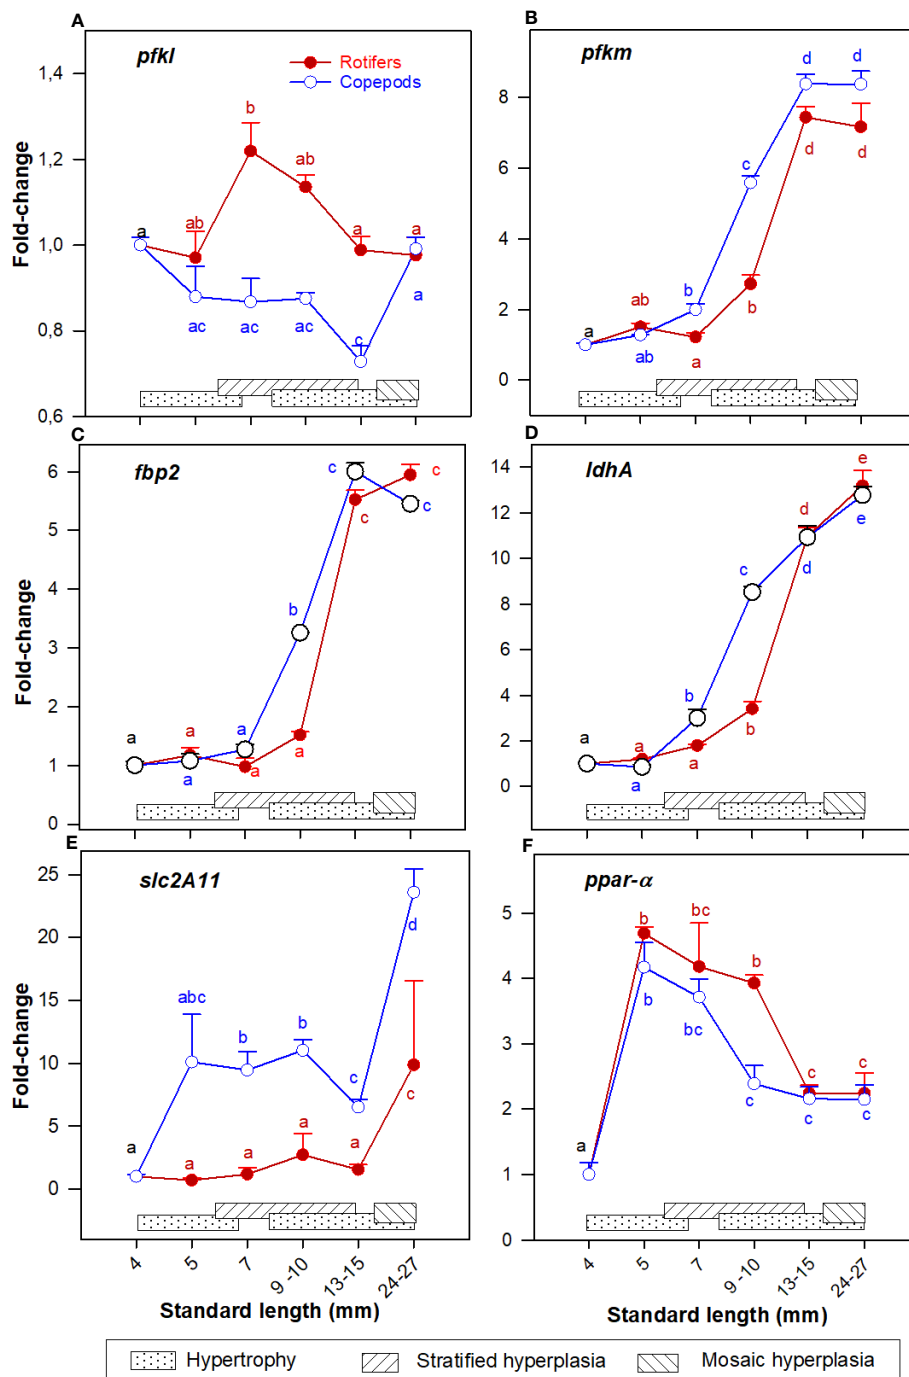 A
pfkl
Rotifers
Copepods
Fold-change
1,4
1,2
1,0
0,8
0,6
a
ab
b
ab
a
a
ac
ac
ac
c
a
B
pfkm
8
6
4
2
0
a
ab
a
b
d
d
ab
b
c
d
d
C
fbp2
Fold-change
6
5
4
3
2
1
0
a
a
a
a
c
c
a
a
b
c
c
D
ldhA
14
12
10
8
6
4
2
0
a
a
a
b
d
e
a
b
c
d
e
E
slc2A11
Fold-change
25
20
15
10
5
0
a
a
a
a
a
c
abc
b
b
c
d
4
5
7
9 -10
13-15
24-27
Standard length (mm)
F
ppar-α
5
4
3
2
1
0
a
b
bc
b
c
c
b
bc
c
c
c
4
5
7
9 -10
13-15
24-27
Standard length (mm)
Hypertrophy
Stratified hyperplasia
Mosaic hyperplasia